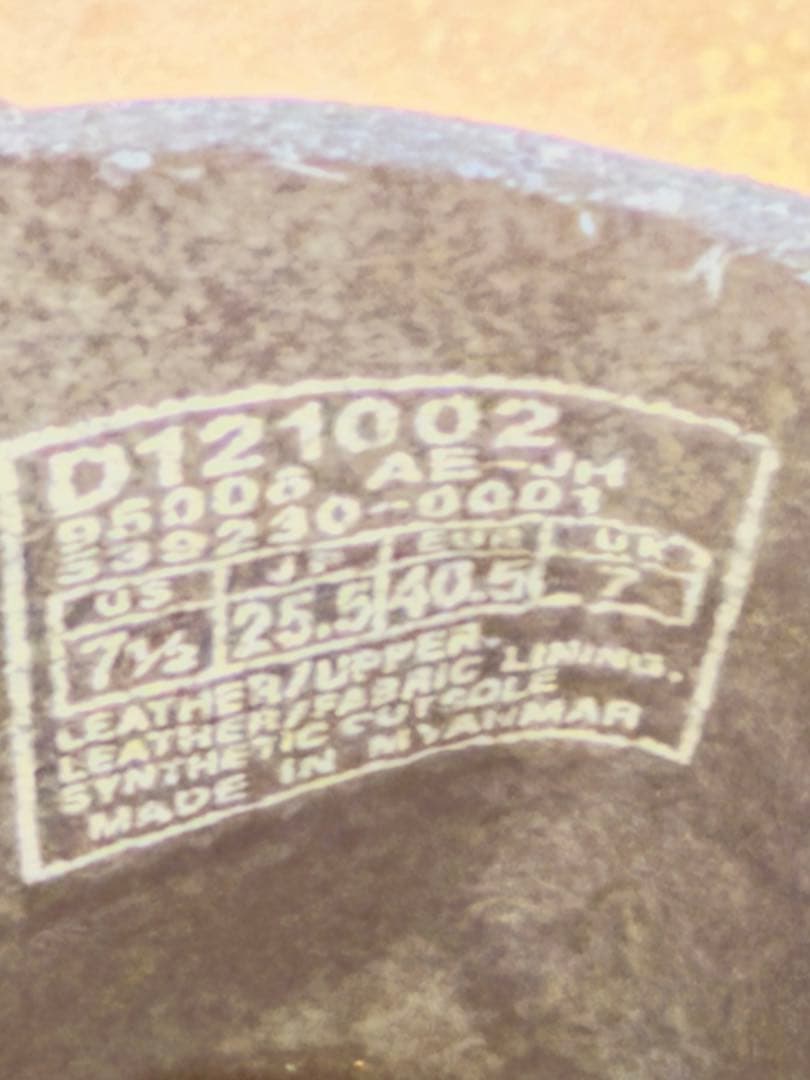 D121002
95008 AE-JH
539230-0001
US JP EUR UK
7½ 25.5 40.5 7
LEATHER/UPPER.
LEATHER/FABRIC LINING.
SYNTHETIC OUTSOLE
MADE IN MYANMAR